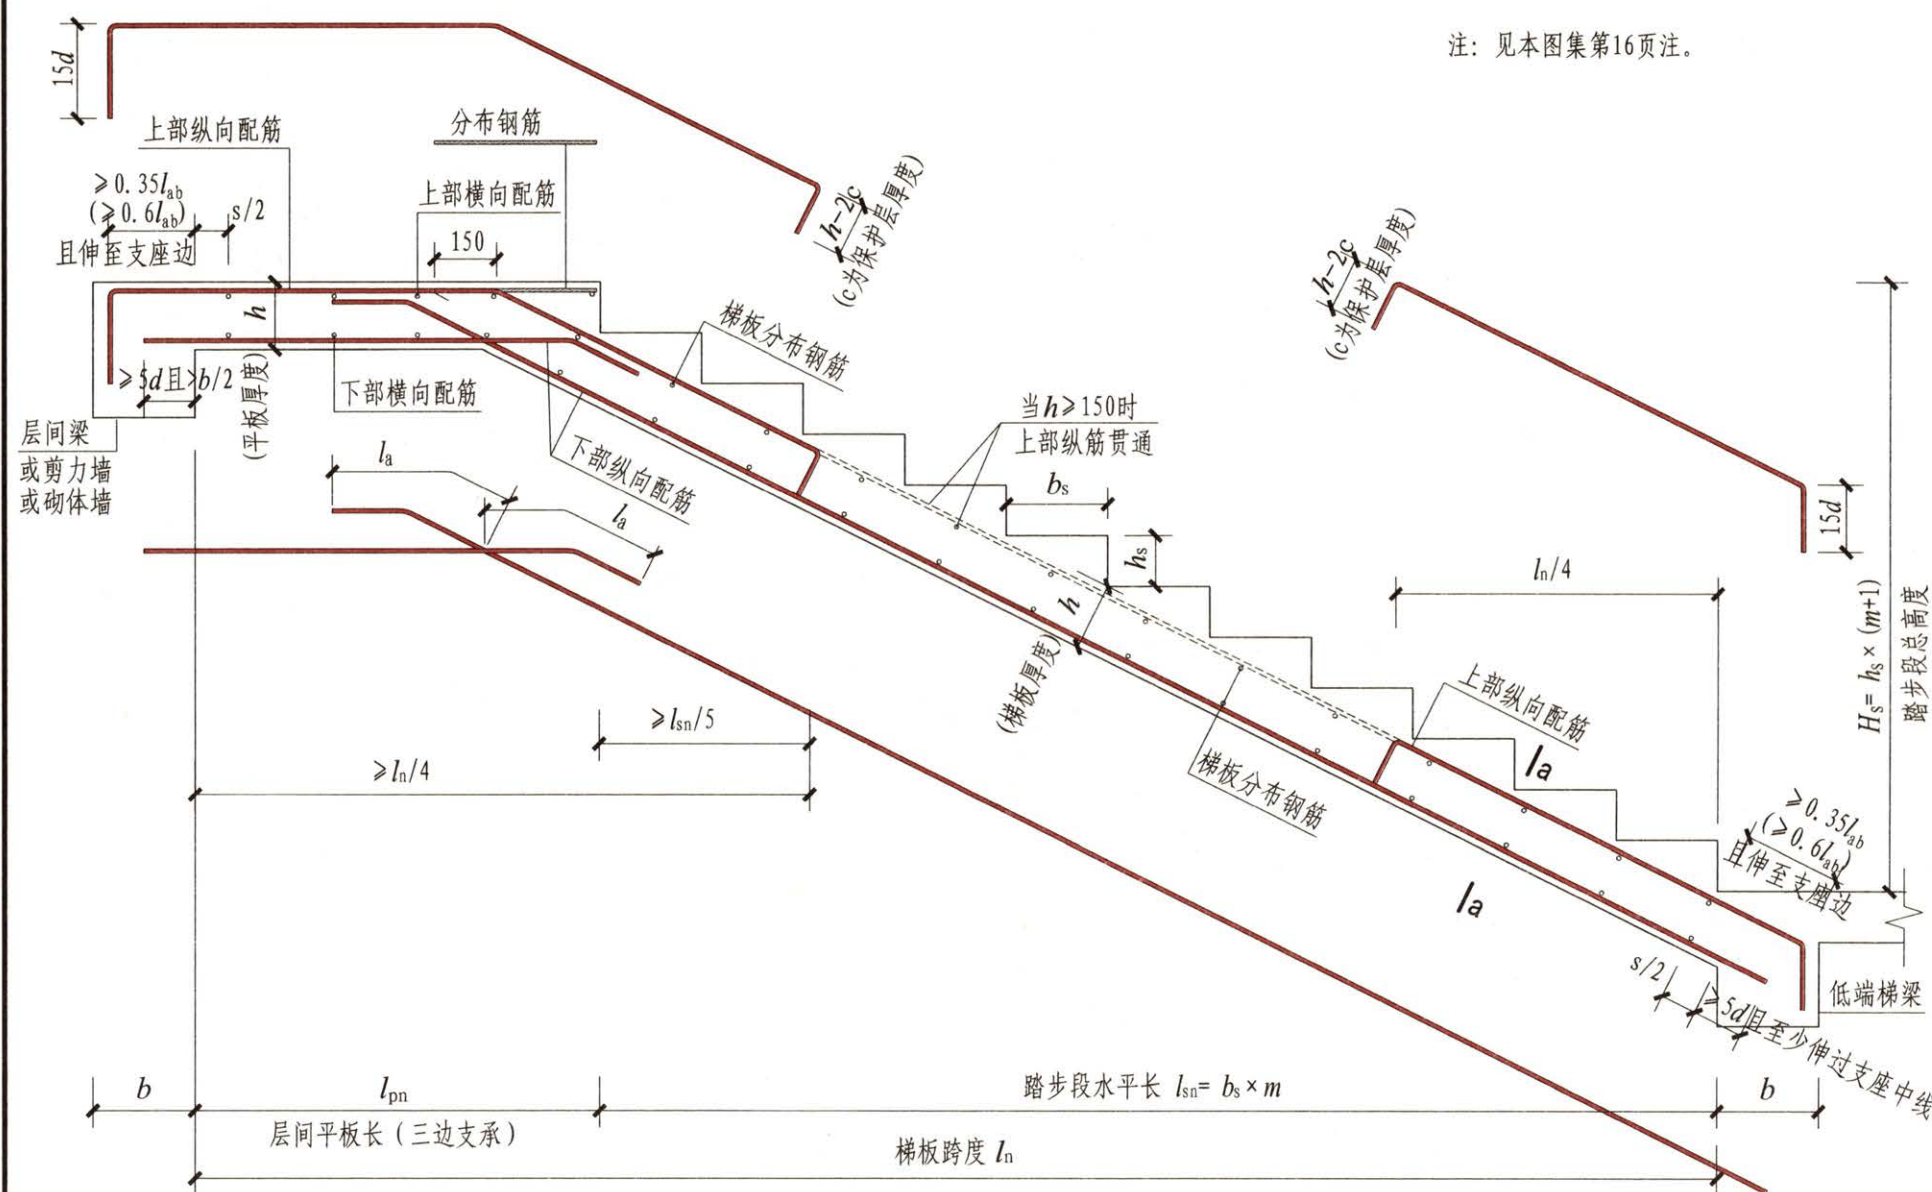 注: 见本图集第16页注。
15d
上部纵向配筋
分布钢筋
≥0.35lab
(≥0.6lab)
且伸至支座边
s/2
上部横向配筋
150
h-2c
(c为保护层厚度)
h-2c
(c为保护层厚度)
h
(平板厚度)
梯板分布钢筋
≥5d且≥b/2
下部横向配筋
下部纵向配筋
当h≥150时
上部纵筋贯通
层间梁
或剪力墙
或砌体墙
la
la
bs
hs
15d
ln/4
h
(梯板厚度)
Hs= hs×(m+1)
踏步段总高度
上部纵向配筋
≥lsn/5
≥ln/4
梯板分布钢筋
a
a
≥0.35lab
(≥0.6lab)
且伸至支座边
s/2
≥5d且至少伸过支座中线
低端梯梁
b
lpn
层间平板长 (三边支承)
踏步段水平长 lsn= bs×m
b
梯板跨度 ln